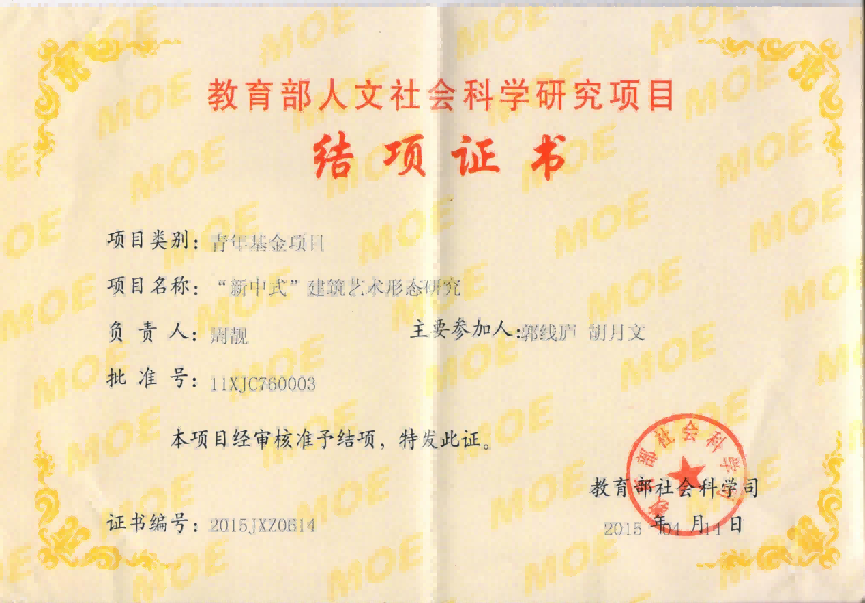 教育部人文社会科学研究项目
结项证书
项目类别：青年基金项目
项目名称：“新中式”建筑艺术形态研究
负责人：周靓 主要参加人：郭线庐 胡月文
批准号：11XJC760003
本项目经审核准予结项，特发此证。
教育部社会科学司
证书编号：2015JXZ0614 2015年04月14日